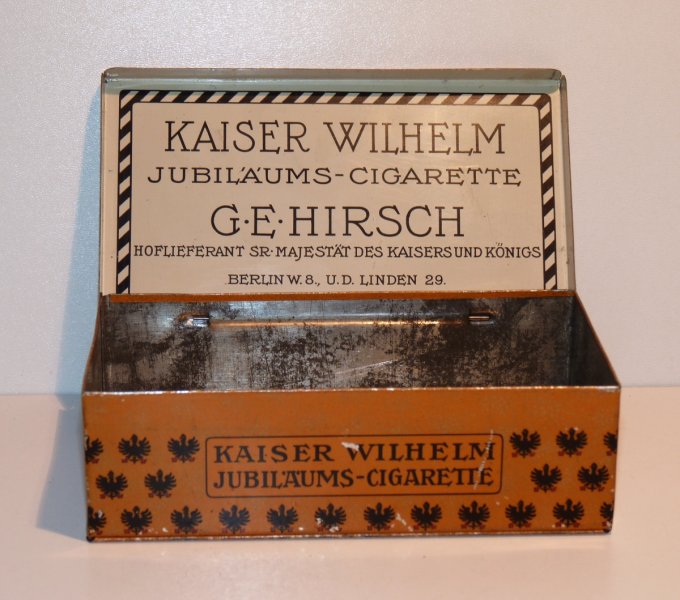 KAISER WILHELM
JUBILÄUMS-CIGARETTE
G·E·HIRSCH
HOFLIEFERANT SR· MAJESTÄT DES KAISERS UND KÖNIGS
BERLIN W. 8., U.D. LINDEN 29.
KAISER WILHELM
JUBILÄUMS-CIGARETTE